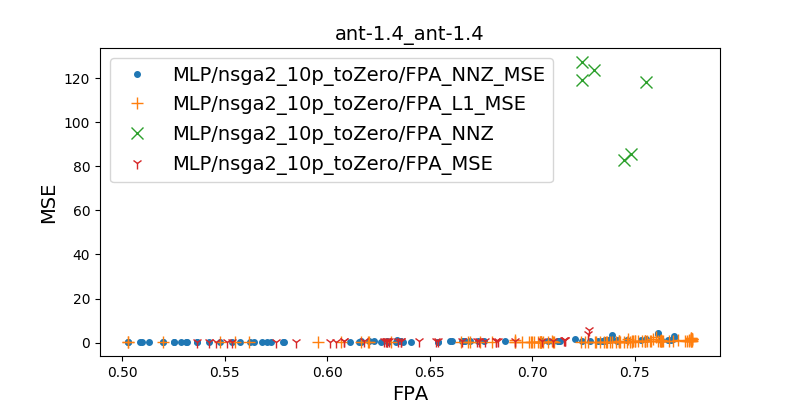 ant-1.4_ant-1.4
MLP/nsga2_10p_toZero/FPA_NNZ_MSE
MLP/nsga2_10p_toZero/FPA_L1_MSE
MLP/nsga2_10p_toZero/FPA_NNZ
MLP/nsga2_10p_toZero/FPA_MSE
MSE
120
100
80
60
40
20
0
0.50 0.55 0.60 0.65 0.70 0.75
FPA